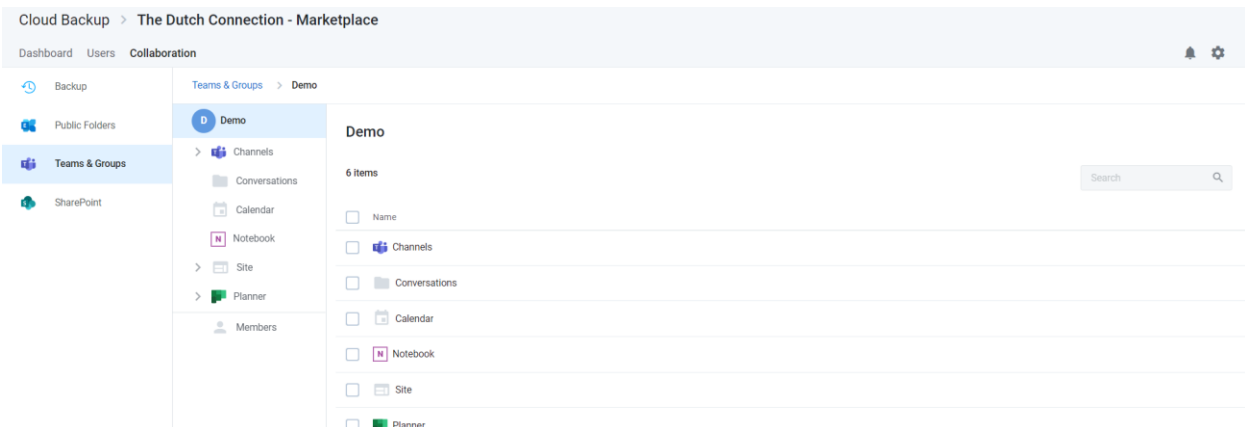 Cloud Backup > The Dutch Connection - Marketplace
Dashboard Users Collaboration
Backup
Public Folders
Teams & Groups
SharePoint
Teams & Groups > Demo
D Demo
Channels
Conversations
Calendar
Notebook
Site
Planner
Members
Demo
6 items
Search
Name
Channels
Conversations
Calendar
N Notebook
Site
Planner